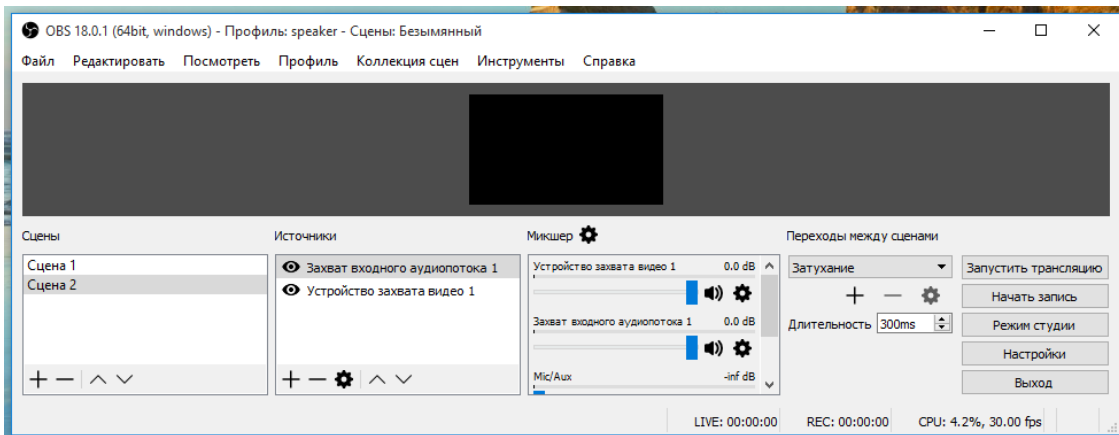 OBS 18.0.1 (64bit, windows) - Профиль: speaker - Сцены: Безымянный
Файл Редактировать Посмотреть Профиль Коллекция сцен Инструменты Справка
Сцены
Сцена 1
Сцена 2
Источники
Захват входного аудиопотока 1
Устройство захвата видео 1
Микшер
Устройство захвата видео 1 0.0 dB
Захват входного аудиопотока 1 0.0 dB
Mic/Aux -inf dB
Переходы между сценами
Затухание
Длительность 300ms
Запустить трансляцию
Начать запись
Режим студии
Настройки
Выход
LIVE: 00:00:00 REC: 00:00:00 CPU: 4.2%, 30.00 fps